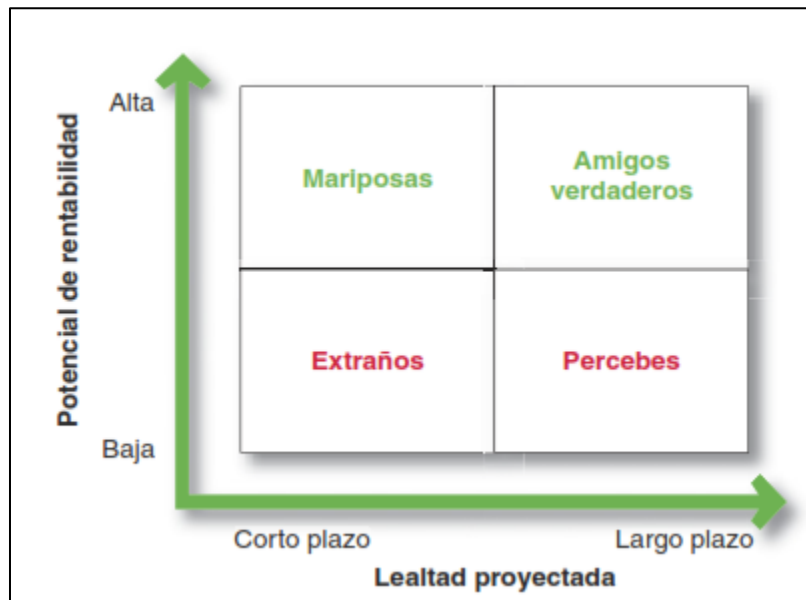 Potencial de rentabilidad
Alta
Mariposas
Amigos
verdaderos
Extraños
Percebes
Baja
Corto plazo
Largo plazo
Lealtad proyectada